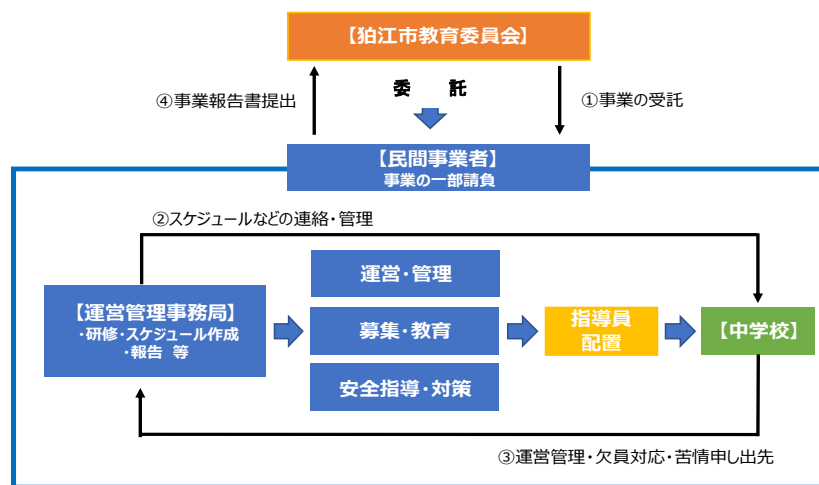 【狛江市教育委員会】
④事業報告書提出
委　託
①事業の受託
【民間事業者】
事業の一部請負
②スケジュールなどの連絡・管理
【運営管理事務局】
・研修・スケジュール作成
・報告 等
運営・管理
募集・教育
安全指導・対策
指導員
配置
【中学校】
③運営管理・欠員対応・苦情申し出先